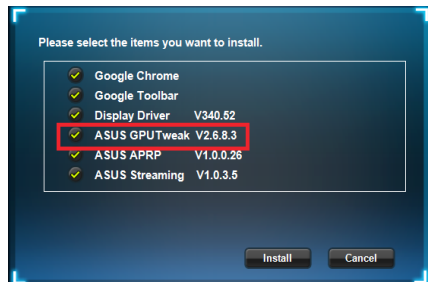 Please select the items you want to install.
Google Chrome
Google Toolbar
Display Driver V340.52
ASUS GPUTweak V2.6.8.3
ASUS APRP V1.0.0.26
ASUS Streaming V1.0.3.5
Install Cancel